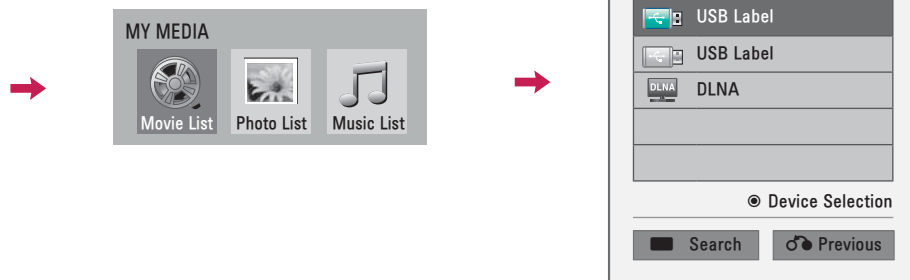 MY MEDIA
Movie List
Photo List
Music List
USB Label
USB Label
DLNA DLNA
Device Selection
Search
Previous